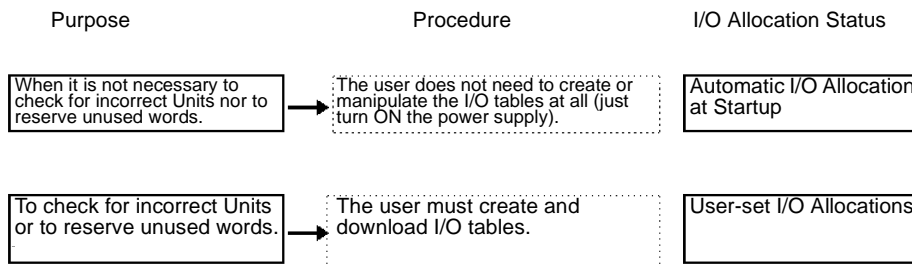 Purpose
Procedure
I/O Allocation Status
When it is not necessary to
check for incorrect Units nor to
reserve unused words.
The user does not need to create or
manipulate the I/O tables at all (just
turn ON the power supply).
Automatic I/O Allocation
at Startup
To check for incorrect Units
or to reserve unused words.
The user must create and
download I/O tables.
User-set I/O Allocations